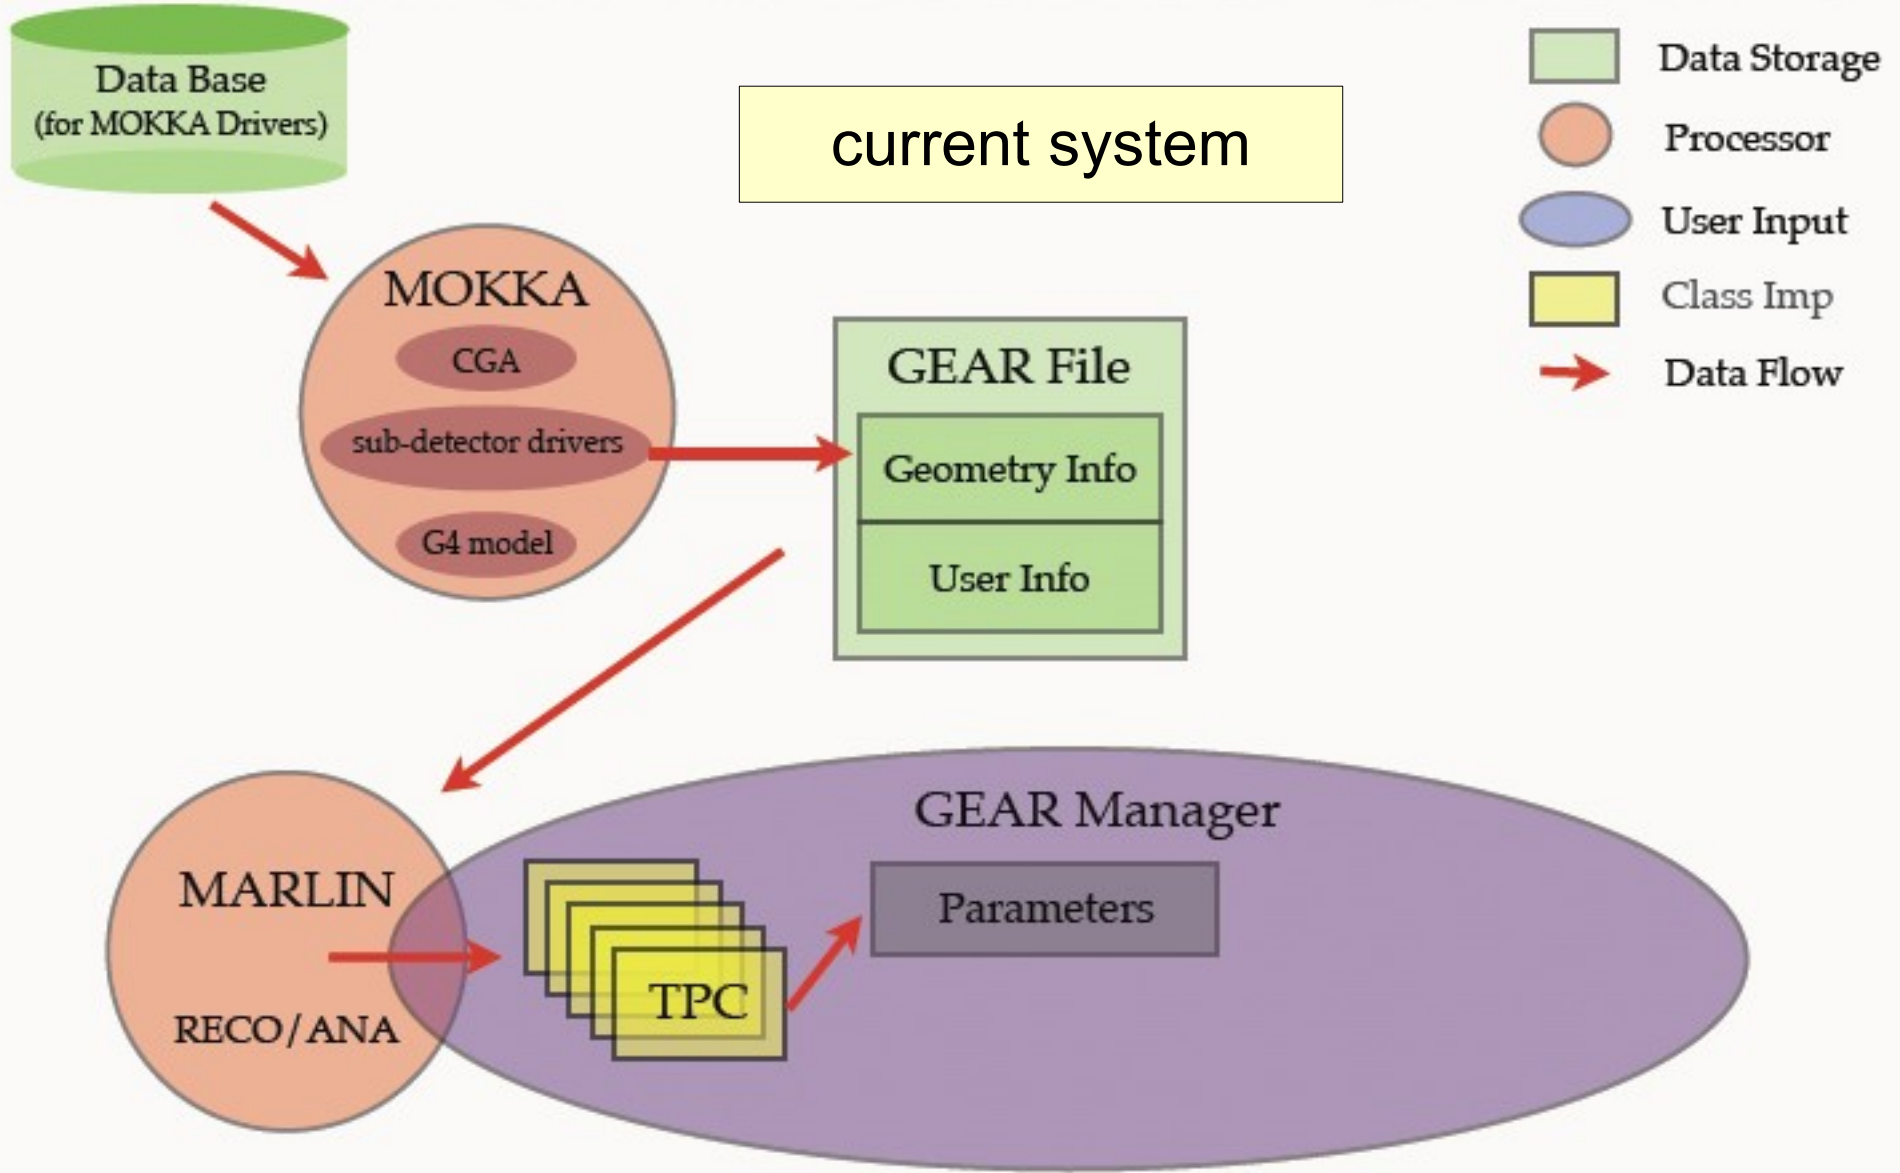 Data Base
(for MOKKA Drivers)
current system
Data Storage
Processor
User Input
Class Imp
Data Flow
MOKKA
CGA
sub-detector drivers
G4 model
GEAR File
Geometry Info
User Info
GEAR Manager
MARLIN
RECO/ANA
TPC
Parameters